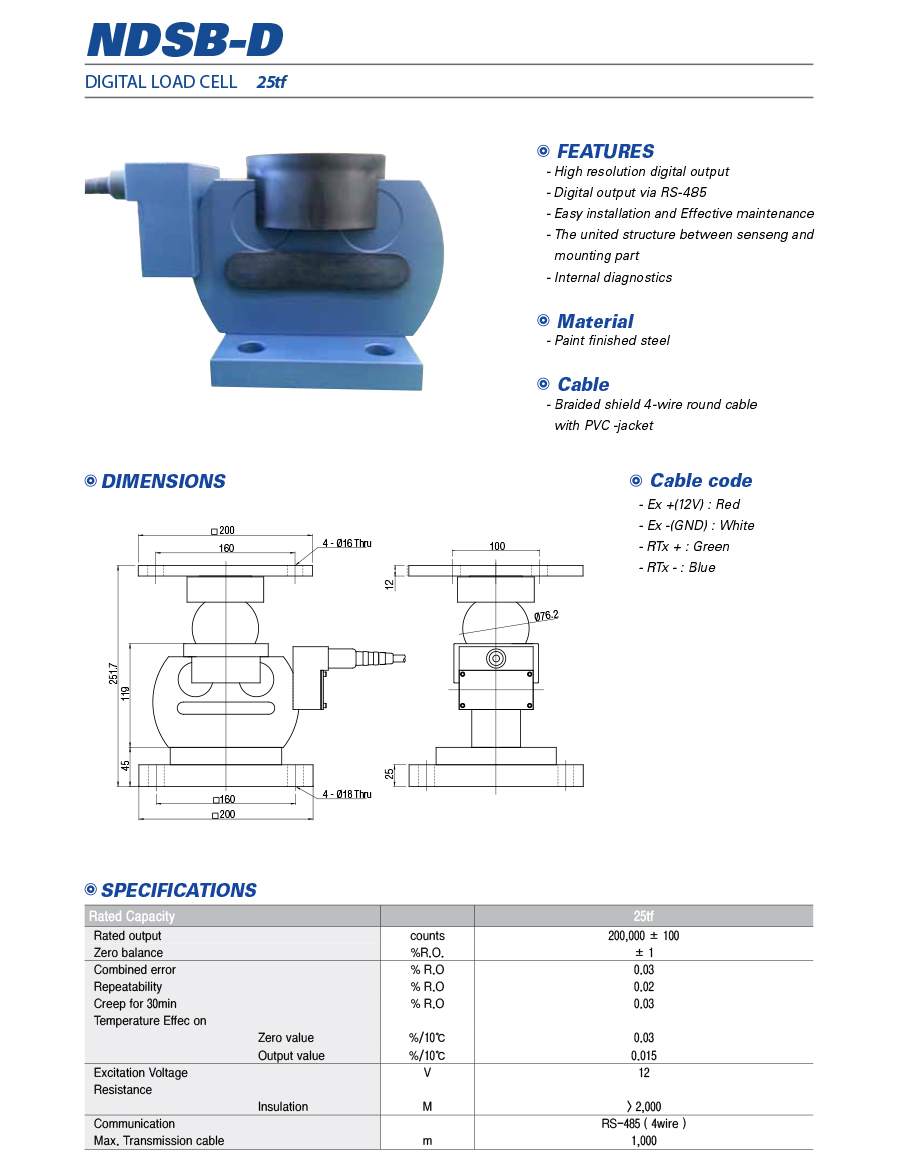 NDSB-D
DIGITAL LOAD CELL 25tf
FEATURES
- High resolution digital output
- Digital output via RS-485
- Easy installation and Effective maintenance
- The united structure between senseng and
mounting part
- Internal diagnostics
Material
- Paint finished steel
Cable
- Braided shield 4-wire round cable
with PVC -jacket
DIMENSIONS
Cable code
- Ex +(12V) : Red
- Ex -(GND) : White
- RTx + : Green
- RTx - : Blue
□200
160
4 - Ø16 Thru
100
12
Ø76.2
251.7
119
45
25
□160
4 - Ø18 Thru
□200
SPECIFICATIONS
Rated Capacity 25tf
Rated output counts 200,000 ± 100
Zero balance %R.O. ± 1
Combined error % R.O 0.03
Repeatability % R.O 0.02
Creep for 30min % R.O 0.03
Temperature Effec on
Zero value %/10℃ 0.03
Output value %/10℃ 0.015
Excitation Voltage V 12
Resistance
Insulation M > 2,000
Communication RS-485 ( 4wire )
Max. Transmission cable m 1,000